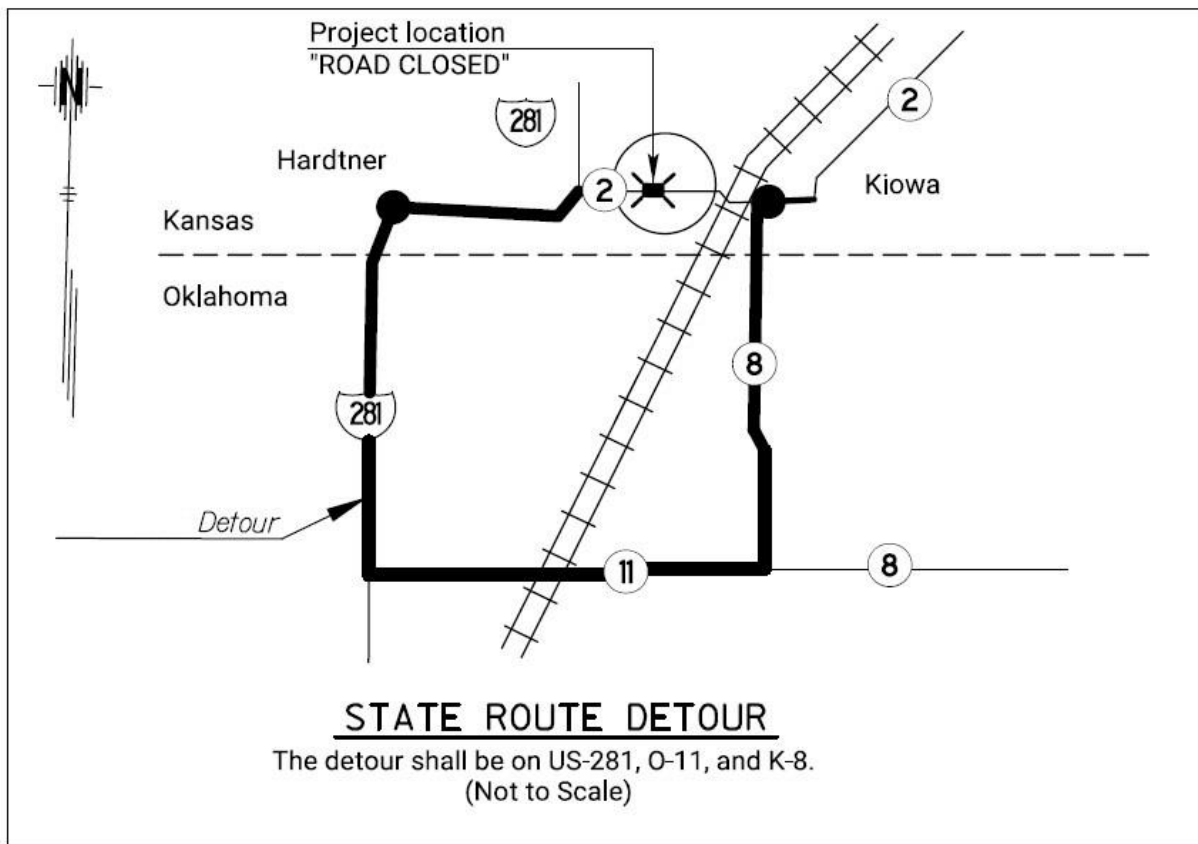 Project location
"ROAD CLOSED"
N
281
2
Hardtner
2
Kiowa
Kansas
Oklahoma
8
281
Detour
11
8
STATE ROUTE DETOUR
The detour shall be on US-281, O-11, and K-8.
(Not to Scale)